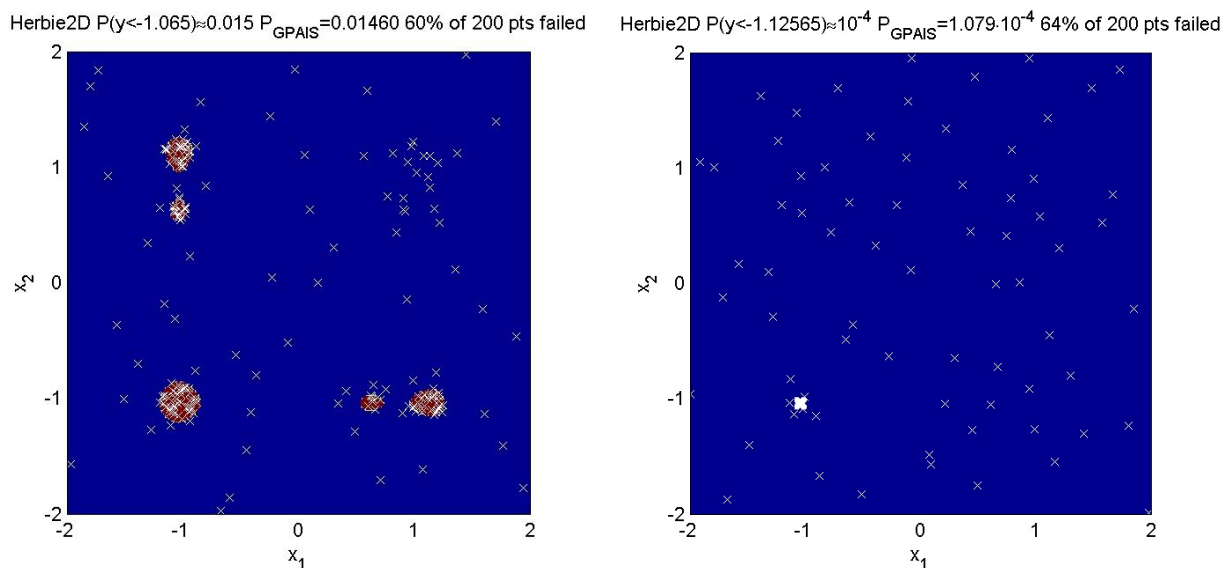 Herbie2D P(y<-1.065)≈0.015 P_GPAIS=0.01460 60% of 200 pts failed
2
1
0
-1
-2
x_2
-2 -1 0 1 2
x_1
Herbie2D P(y<-1.12565)≈10^-4 P_GPAIS=1.079·10^-4 64% of 200 pts failed
2
1
0
-1
-2
x_2
-2 -1 0 1 2
x_1